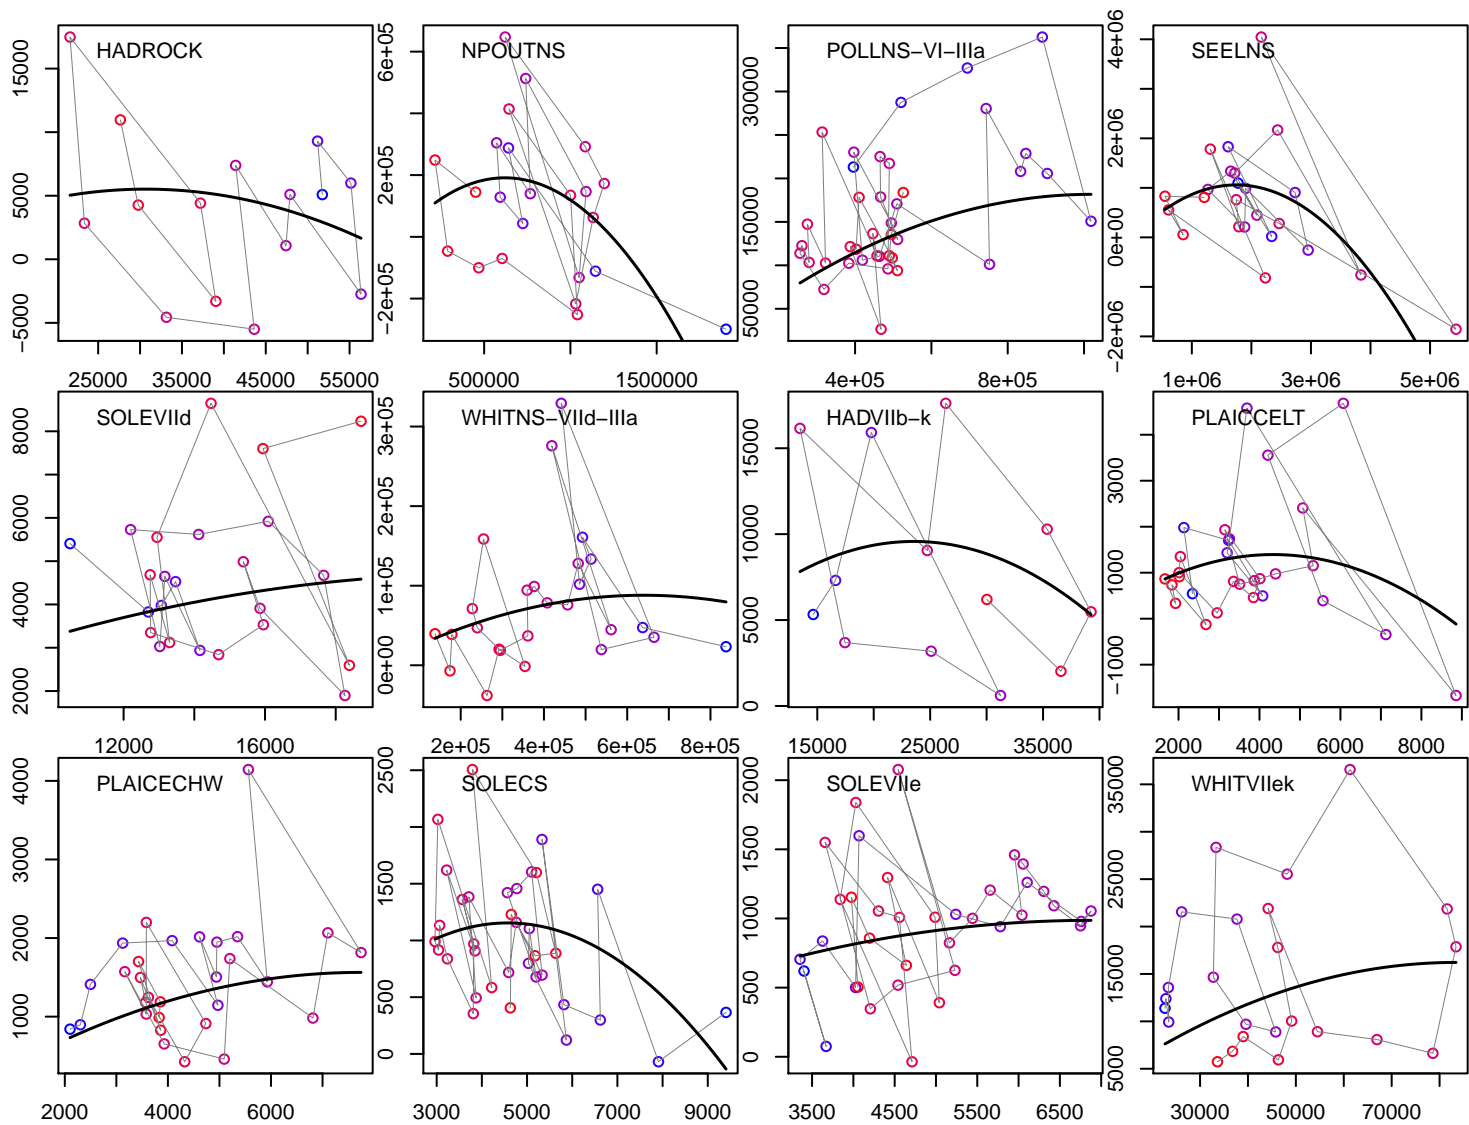 HADROCK
15000
5000
0
−5000
25000 35000 45000 55000
NPOUTNS
6e+05
2e+05
−2e+05
500000 1500000
POLLNS−VI−IIIa
300000
150000
50000
4e+05 8e+05
SEELNS
4e+06
2e+06
0e+00
−2e+06
1e+06 3e+06 5e+06
SOLEVIId
8000
6000
4000
2000
12000 16000
WHITNS−VIId−IIIa
3e+05
2e+05
1e+05
0e+00
2e+05 4e+05 6e+05 8e+05
HADVIIb−k
15000
10000
5000
0
15000 25000 35000
PLAICCELT
3000
1000
−1000
2000 4000 6000 8000
PLAICECHW
4000
3000
2000
1000
2000 4000 6000
SOLECS
2500
1500
500
0
3000 5000 7000 9000
SOLEVIIe
2000
1500
1000
500
0
3500 4500 5500 6500
WHITVIIek
35000
25000
15000
5000
30000 50000 70000